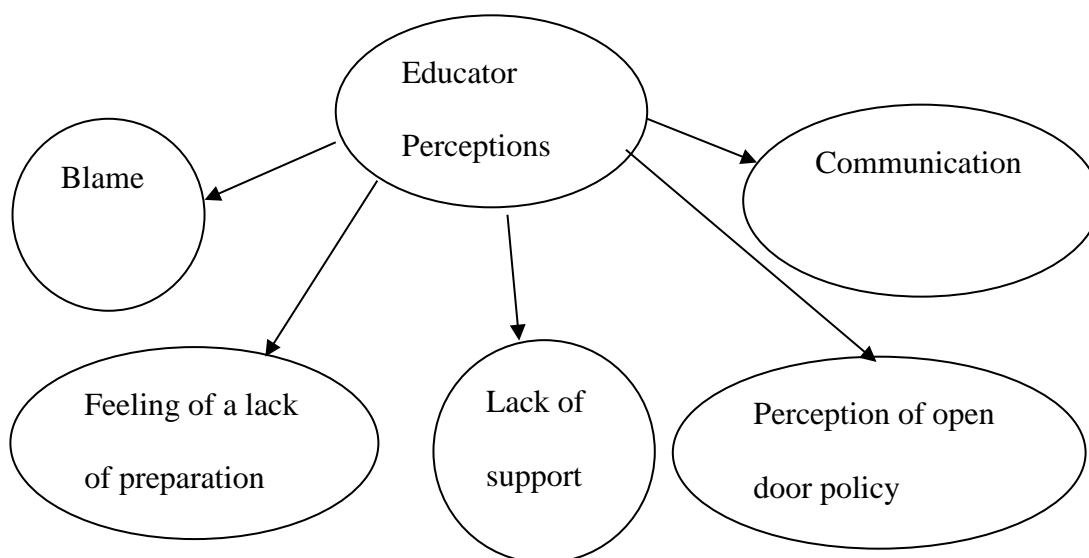 Educator
Perceptions
Blame
Communication
Feeling of a lack
of preparation
Lack of
support
Perception of open
door policy